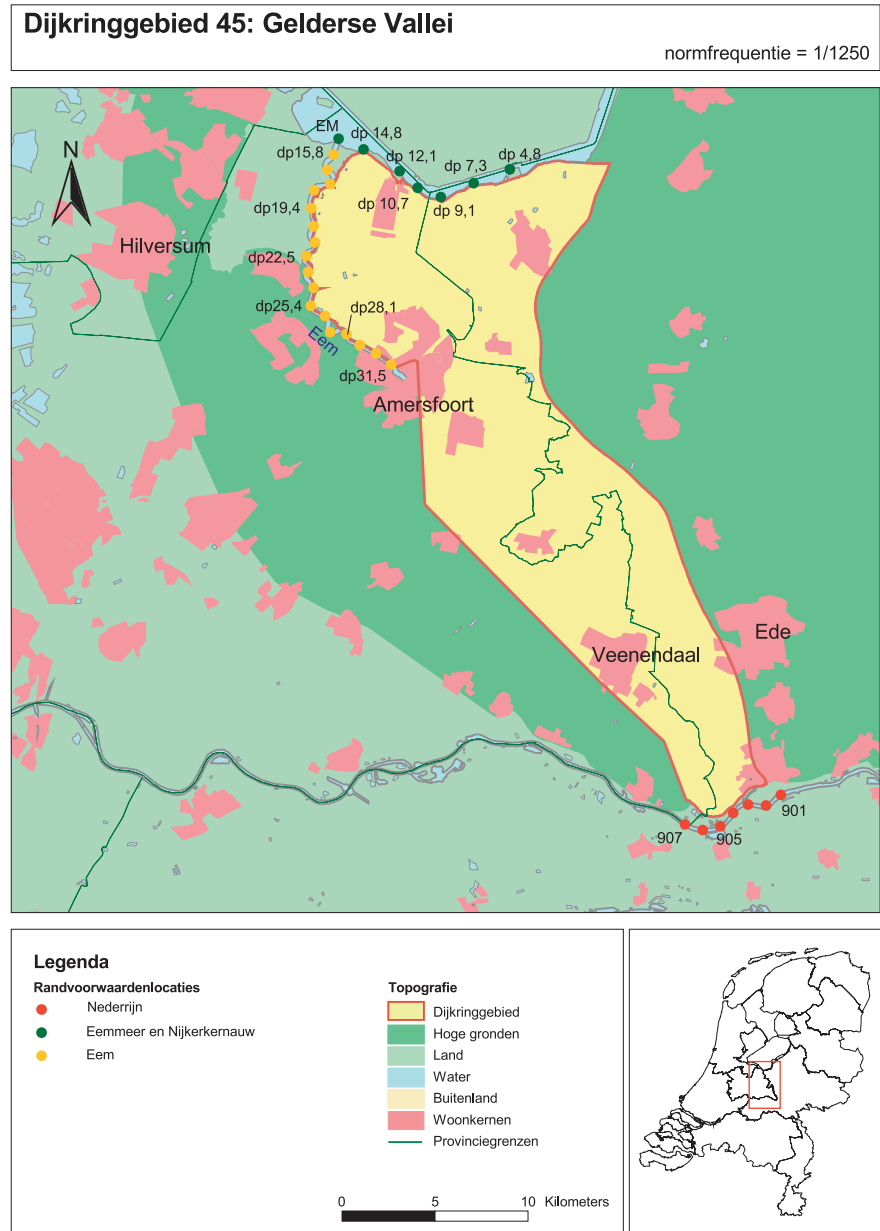 Dijkringgebied 45: Gelderse Vallei
normfrequentie = 1/1250
N
EM
dp 14,8
dp15,8
dp 12,1
dp 7,3
dp 4,8
dp19,4
dp 10,7
dp 9,1
Hilversum
dp22,5
dp25,4
dp28,1
Eem
dp31,5
Amersfoort
Veenendaal
Ede
907
905
901
Legenda
Randvoorwaardenlocaties
Nederrijn
Eemmeer en Nijkerkernauw
Eem
Topografie
Dijkringgebied
Hoge gronden
Land
Water
Buitenland
Woonkernen
Provinciegrenzen
0 5 10 Kilometers